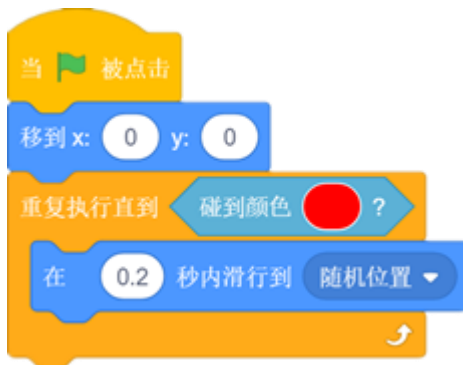 当 被点击
移到 x: 0 y: 0
重复执行直到 碰到颜色 ?
在 0.2 秒内滑行到 随机位置